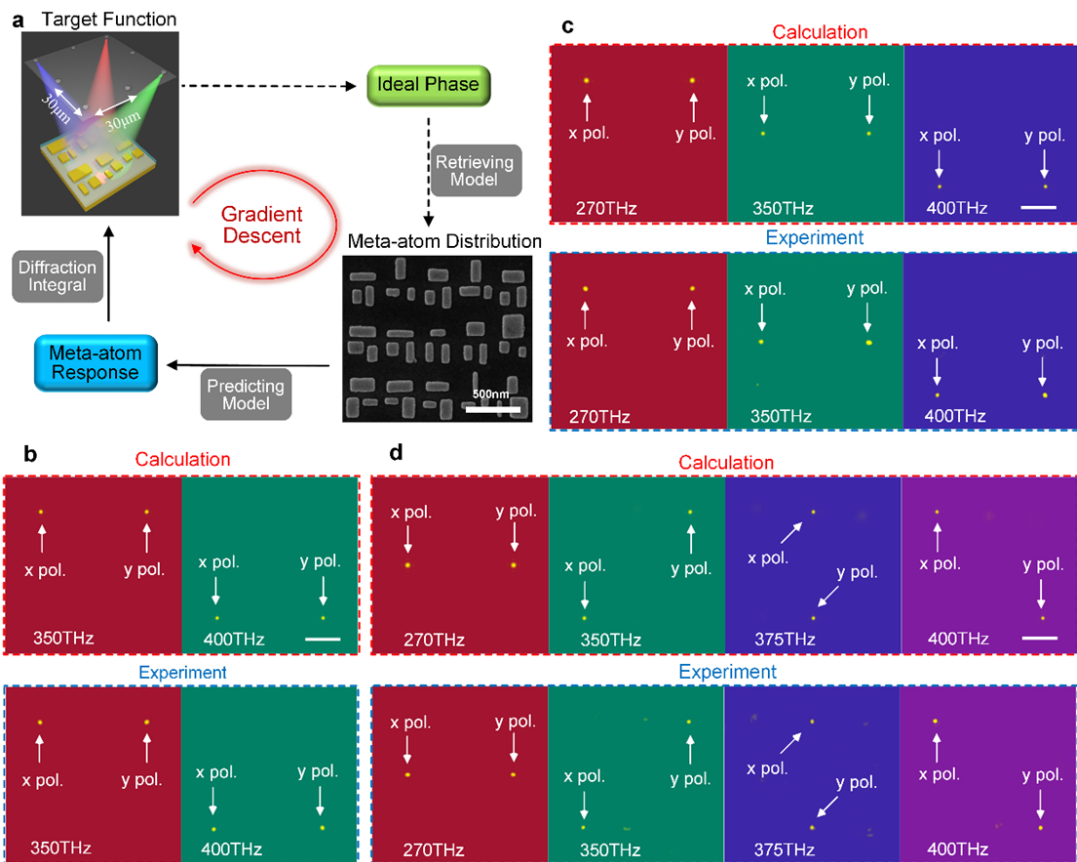 a
Target Function
30μm
30μm
Ideal Phase
Retrieving
Model
Gradient
Descent
Meta-atom Distribution
500nm
Diffraction
Integral
Meta-atom
Response
Predicting
Model
c
Calculation
x pol.
y pol.
270THz
x pol.
y pol.
350THz
x pol.
y pol.
400THz
Experiment
x pol.
y pol.
270THz
x pol.
y pol.
350THz
x pol.
y pol.
400THz
b
Calculation
x pol.
y pol.
350THz
x pol.
y pol.
400THz
Experiment
x pol.
y pol.
350THz
x pol.
y pol.
400THz
d
Calculation
x pol.
y pol.
270THz
y pol.
x pol.
350THz
x pol.
y pol.
375THz
x pol.
y pol.
400THz
Experiment
x pol.
y pol.
270THz
y pol.
x pol.
350THz
x pol.
y pol.
375THz
x pol.
y pol.
400THz